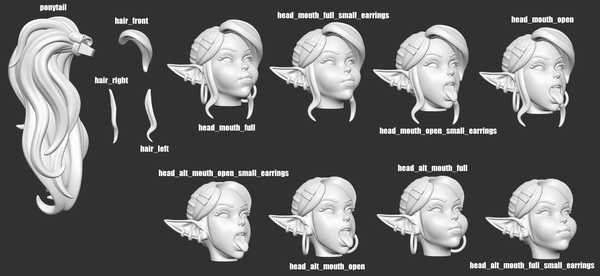 ponytail
hair_front
head_mouth_full_small_earrings
head_mouth_open
hair_right
head_mouth_full
head_mouth_open_small_earrings
hair_left
head_alt_mouth_open_small_earrings
head_alt_mouth_full
head_alt_mouth_open
head_alt_mouth_full_small_earrings